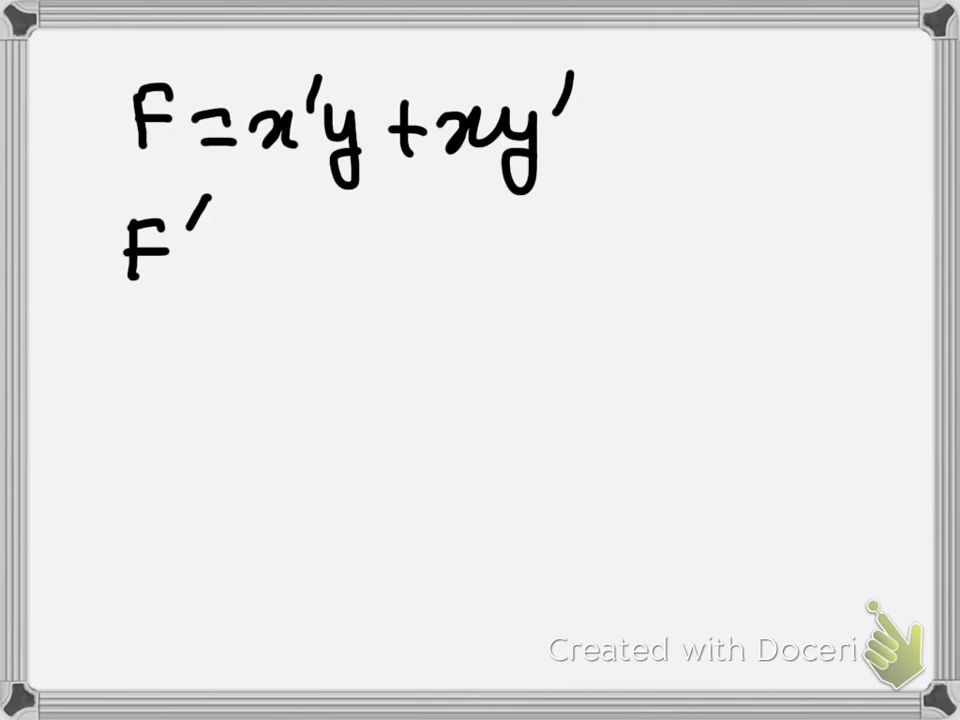 F = x'y + xy'
F'
Created with Doceri